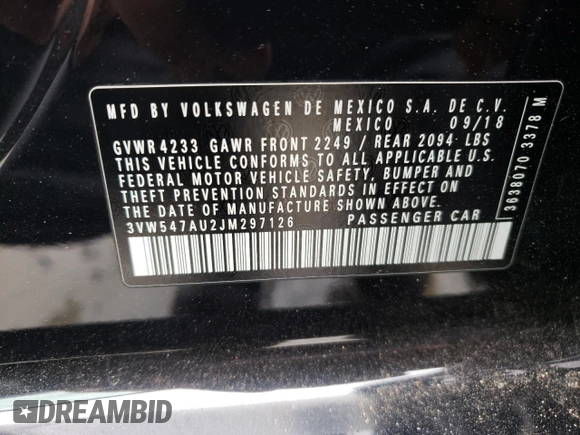 MFD BY VOLKSWAGEN DE MEXICO S.A. DE C.V.
MEXICO 09/18
GVWR 4233 GAWR FRONT 2249 / REAR 2094 LBS
THIS VEHICLE CONFORMS TO ALL APPLICABLE U.S.
FEDERAL MOTOR VEHICLE SAFETY, BUMPER AND
THEFT PREVENTION STANDARDS IN EFFECT ON
THE DATE OF MANUFACTURE SHOWN ABOVE
3VW547AU2JM297126 PASSENGER CAR
3638070 3378 M
DREAMBID